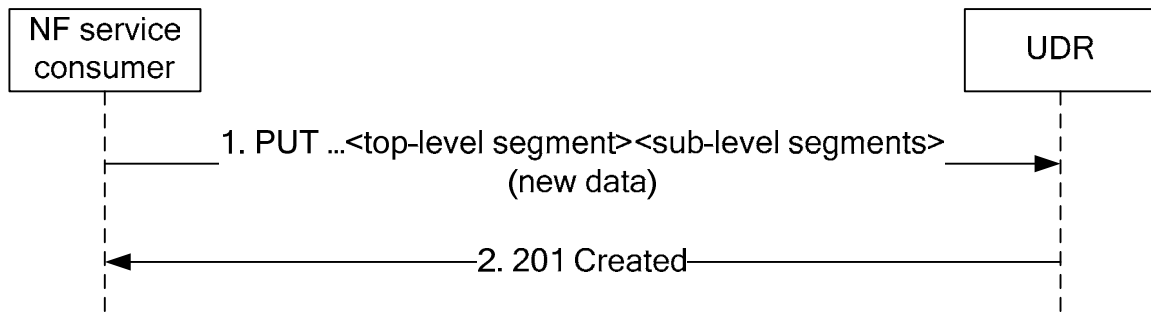 NF service
consumer
UDR
1. PUT ...<top-level segment><sub-level segments>
(new data)
2. 201 Created